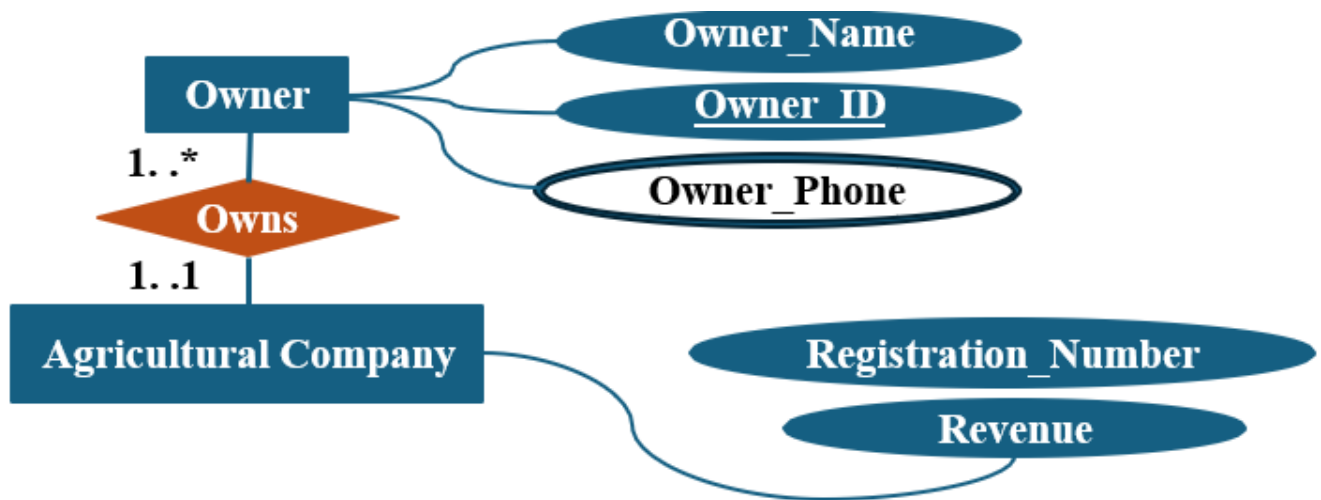 Owner_Name
Owner
Owner_ID
1. .*
Owner_Phone
Owns
1. .1
Agricultural Company
Registration_Number
Revenue